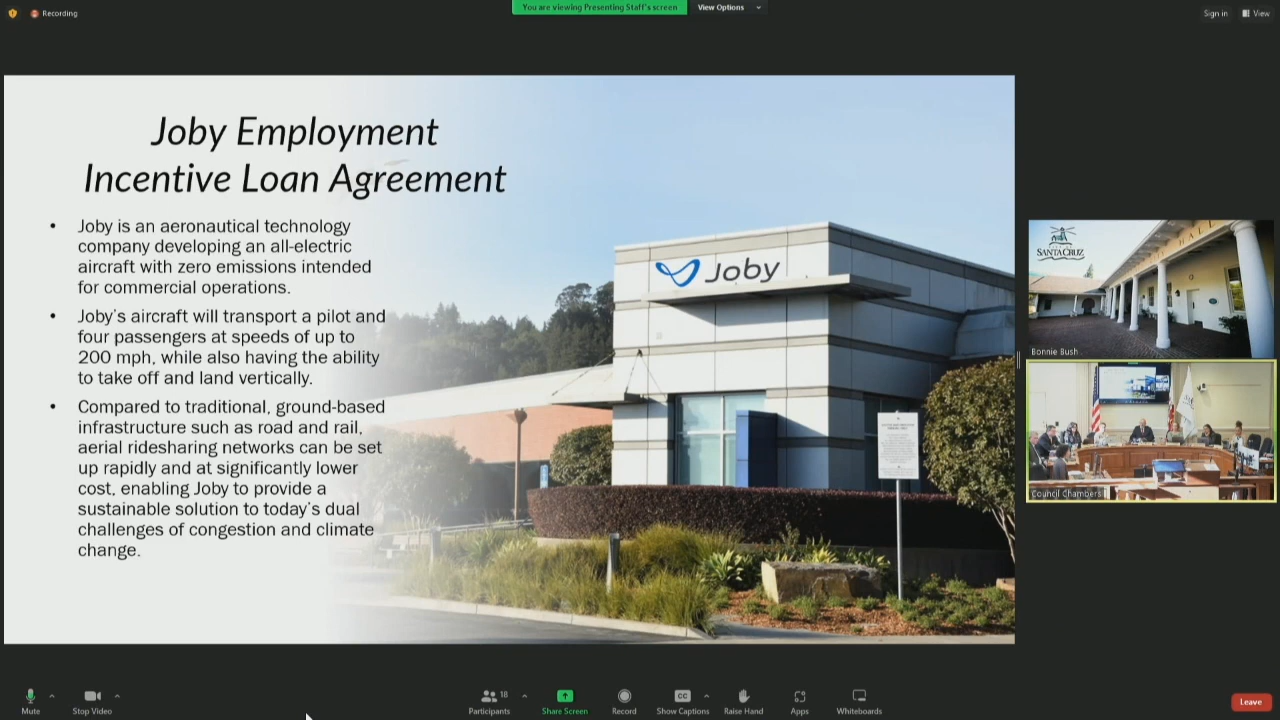 Recording
You are viewing Presenting Staff's screen
View Options
Sign in
View
Joby Employment
Incentive Loan Agreement
• Joby is an aeronautical technology
company developing an all-electric
aircraft with zero emissions intended
for commercial operations.
• Joby's aircraft will transport a pilot and
four passengers at speeds of up to
200 mph, while also having the ability
to take off and land vertically.
• Compared to traditional, ground-based
infrastructure such as road and rail,
aerial ridesharing networks can be set
up rapidly and at significantly lower
cost, enabling Joby to provide a
sustainable solution to today's dual
challenges of congestion and climate
change.
Joby
SANTA CRUZ
HALL
Bonnie Bush
Council Chambers
Mute
Stop Video
18
Participants
Share Screen
Record
CC
Show Captions
Raise Hand
Apps
Whiteboards
Leave